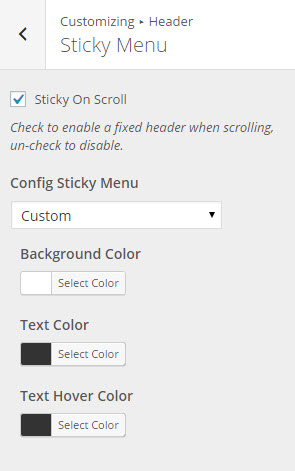 Customizing ▸ Header
Sticky Menu
Sticky On Scroll
Check to enable a fixed header when scrolling,
un-check to disable.
Config Sticky Menu
Custom
Background Color
Select Color
Text Color
Select Color
Text Hover Color
Select Color